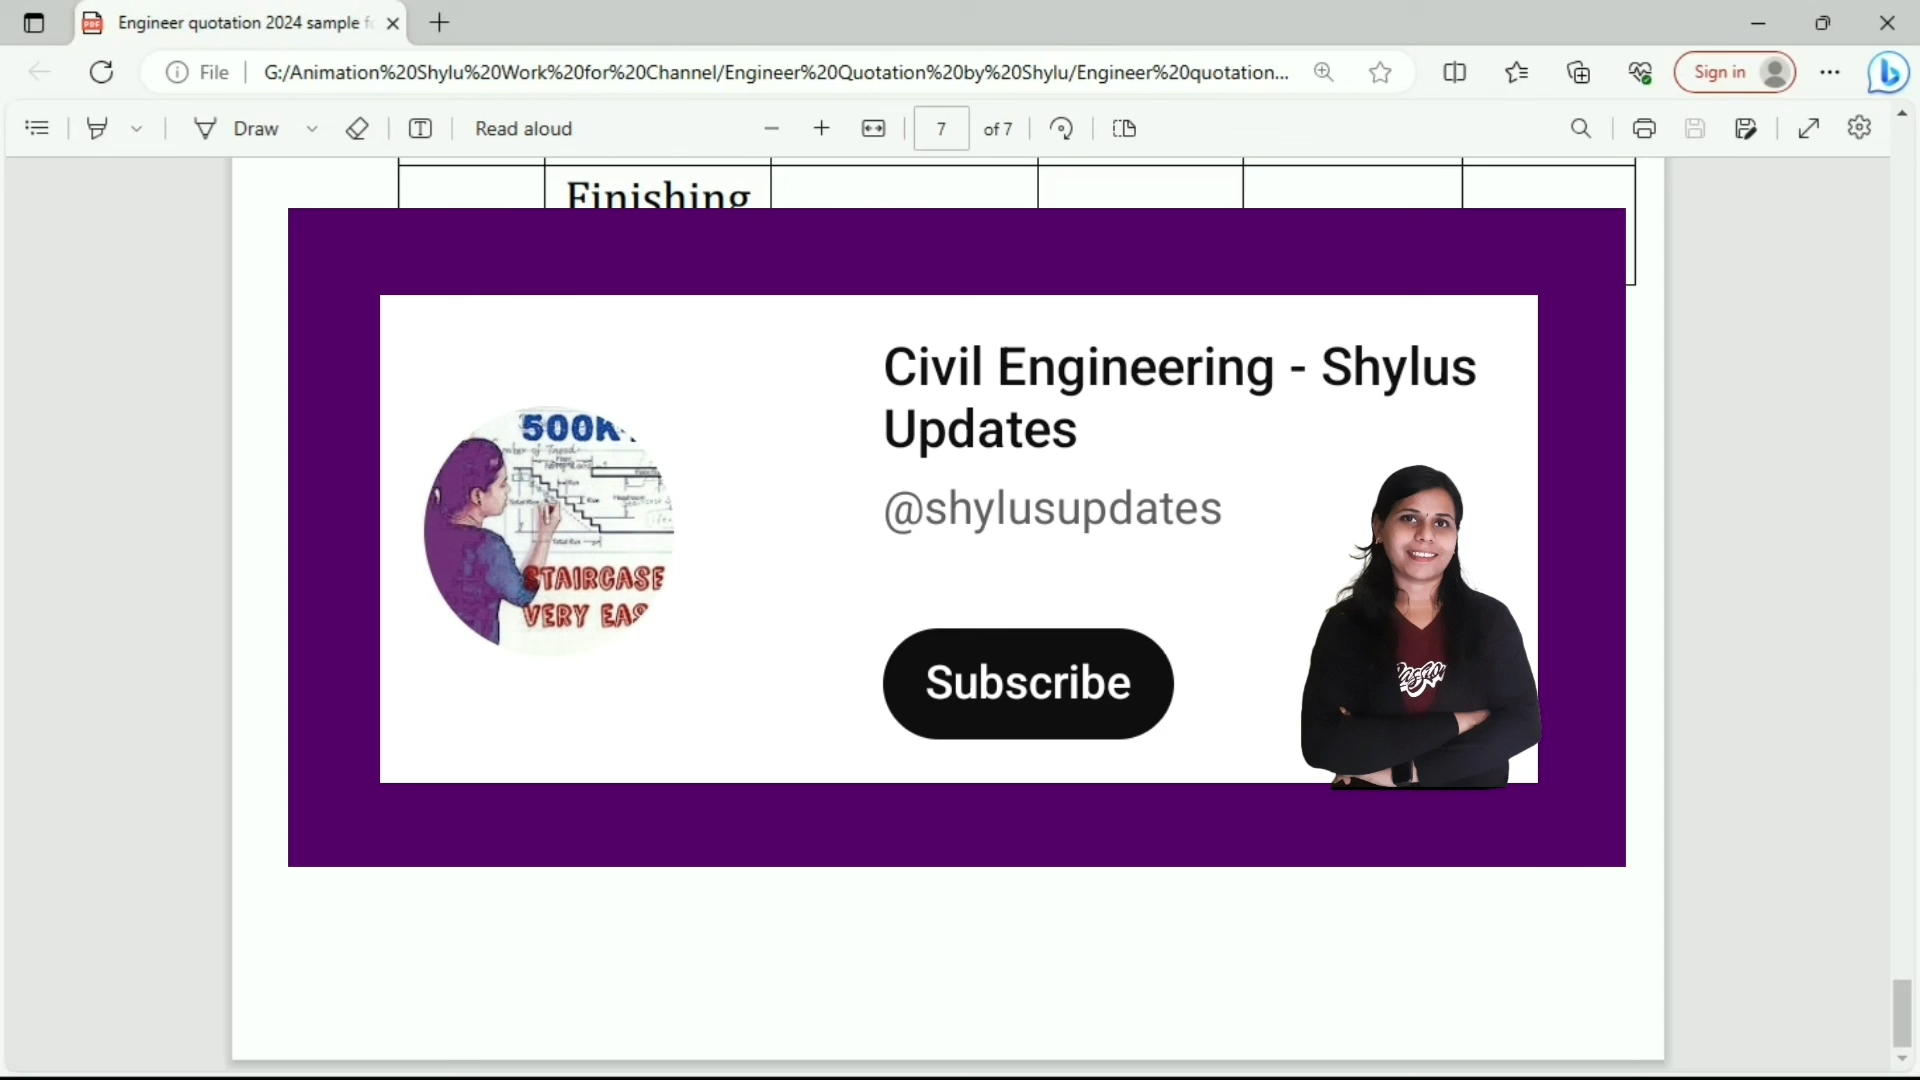 Engineer quotation 2024 sample f
File
G:/Animation%20Shylu%20Work%20for%20Channel/Engineer%20Quotation%20by%20Shylu/Engineer%20quotation...
Sign in
Draw
Read aloud
7
of 7
Finishing
Civil Engineering - Shylus
Updates
@shylusupdates
Subscribe
500K
STAIRCASE
VERY EAS